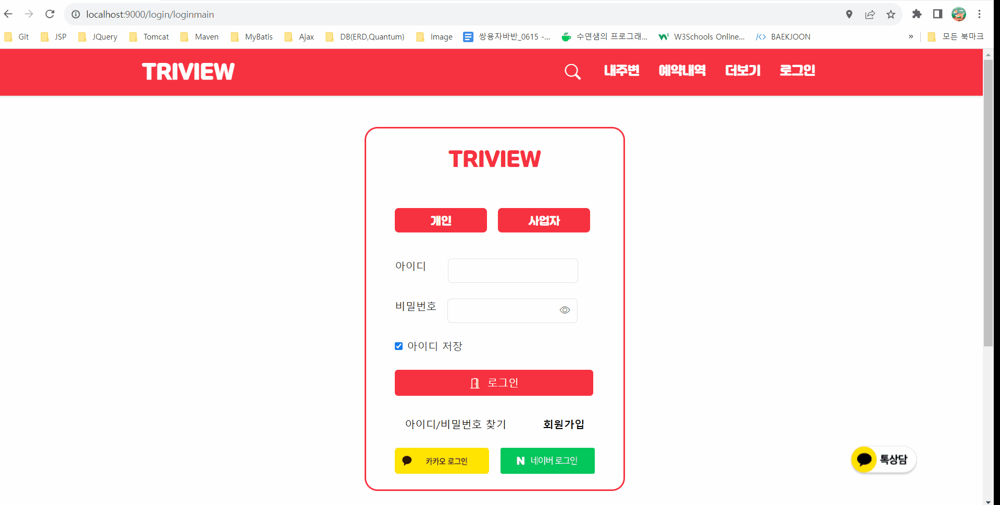 localhost:9000/login/loginmain
Git JSP JQuery Tomcat Maven MyBatis Ajax DB(ERD,Quantum) Image 쌍용자바반_0615 -... 수연샘의 프로그래... W3Schools Online... BAEKJOON » 모든 북마크
TRIVIEW 내주변 예약내역 더보기 로그인
TRIVIEW
개인 사업자
아이디
비밀번호
아이디 저장
로그인
아이디/비밀번호 찾기 회원가입
카카오 로그인 N 네이버 로그인
톡상담